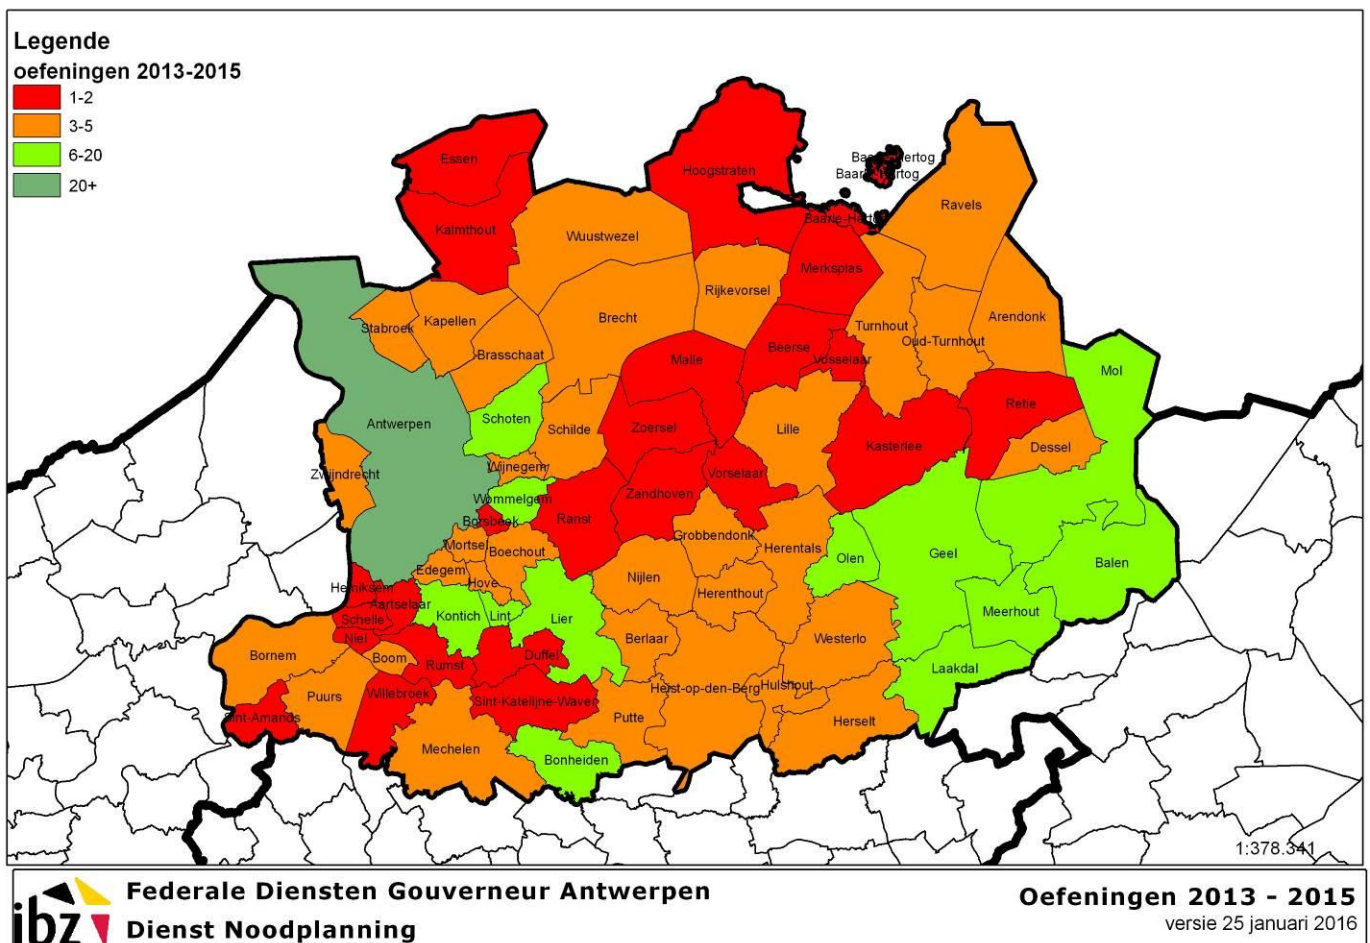 Legende
oefeningen 2013-2015
1-2
3-5
6-20
20+
Essen
Kalmthout
Hoogstraten
Baarle-Hertog
Baarle-Hertog
Baarle-Hertog
Ravels
Wuustwezel
Merksplas
Rijkevorsel
Brecht
Stabroek
Kapellen
Brasschaat
Turnhout
Oud-Turnhout
Arendonk
Malle
Beerse
Vosselaar
Mol
Antwerpen
Schoten
Schilde
Zoersel
Lille
Kasterlee
Retie
Dessel
Zwijndrecht
Wijnegem
Wommelgem
Vorselaar
Zandhoven
Ranst
Borsbeek
Grobbendonk
Herentals
Mortsel
Boechout
Olen
Geel
Balen
Edegem
Hove
Nijlen
Herenthout
Hemiksem
Aartselaar
Schelle
Niel
Kontich
Lint
Lier
Meerhout
Berlaar
Westerlo
Bornem
Boom
Rumst
Duffel
Laakdal
Puurs
Willebroek
Heist-op-den-Berg
Hulshout
Sint-Katelijne-Waver
Sint-Amands
Putte
Herselt
Mechelen
Bonheiden
1:378.341
ibz
Federale Diensten Gouverneur Antwerpen
Dienst Noodplanning
Oefeningen 2013 - 2015
versie 25 januari 2016